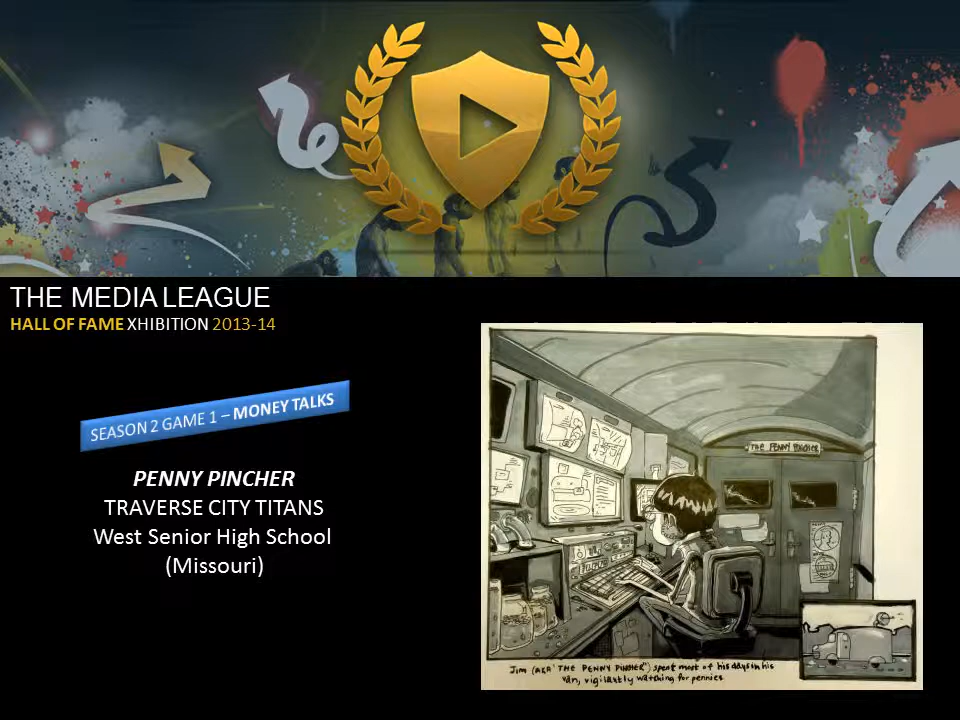 THE MEDIA LEAGUE
HALL OF FAME XHIBITION 2013-14
SEASON 2 GAME 1 – MONEY TALKS
PENNY PINCHER
TRAVERSE CITY TITANS
West Senior High School
(Missouri)
THE PENNY PINCHER
Jim (AKA "THE PENNY PINCHER") spent most of his days in his
van, vigilantly watching for pennies